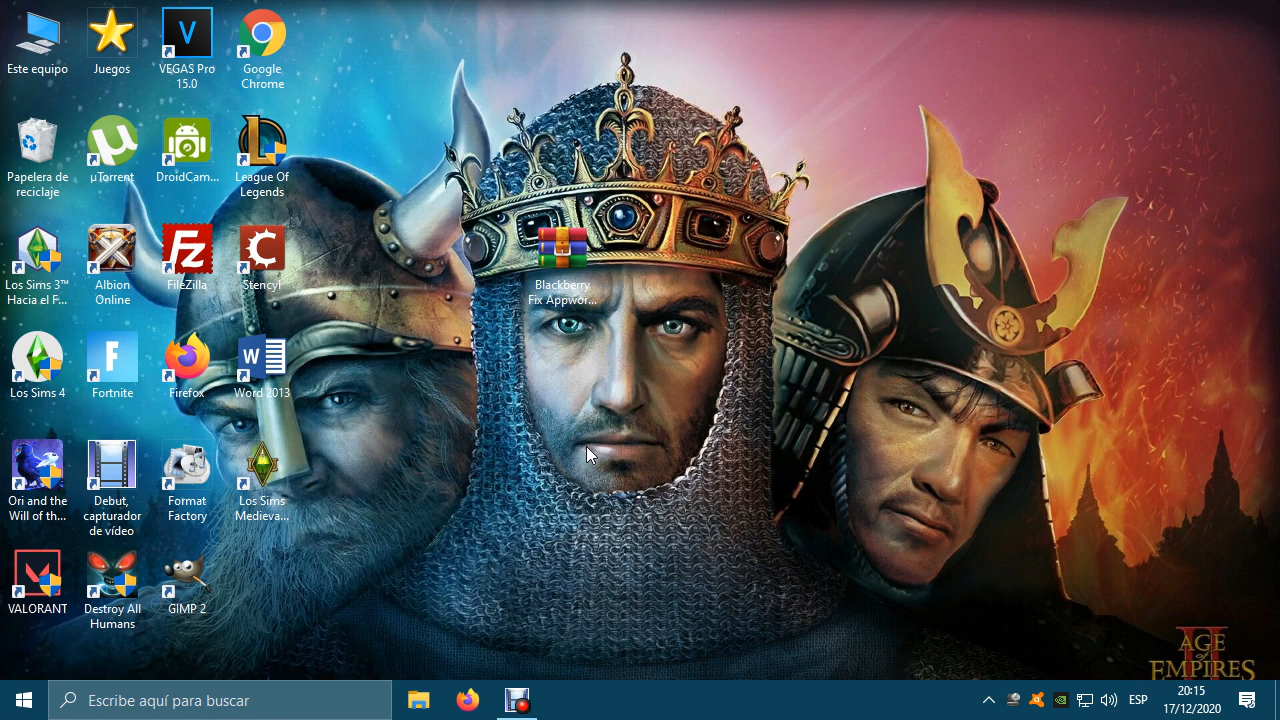 Este equipo
Juegos
VEGAS Pro
15.0
Google
Chrome
Papelera de
reciclaje
µTorrent
DroidCam...
League Of
Legends
Los Sims 3™
Hacia el F...
Albion
Online
FileZilla
Stencyl
Blackberry
Fix Appwor...
Los Sims 4
Fortnite
Firefox
Word 2013
Ori and the
Will of th...
Debut,
capturador
de vídeo
Format
Factory
Los Sims
Medieva...
VALORANT
Destroy All
Humans
GIMP 2
AGE
of
EMPIRES
II
Escribe aquí para buscar
ESP
20:15
17/12/2020